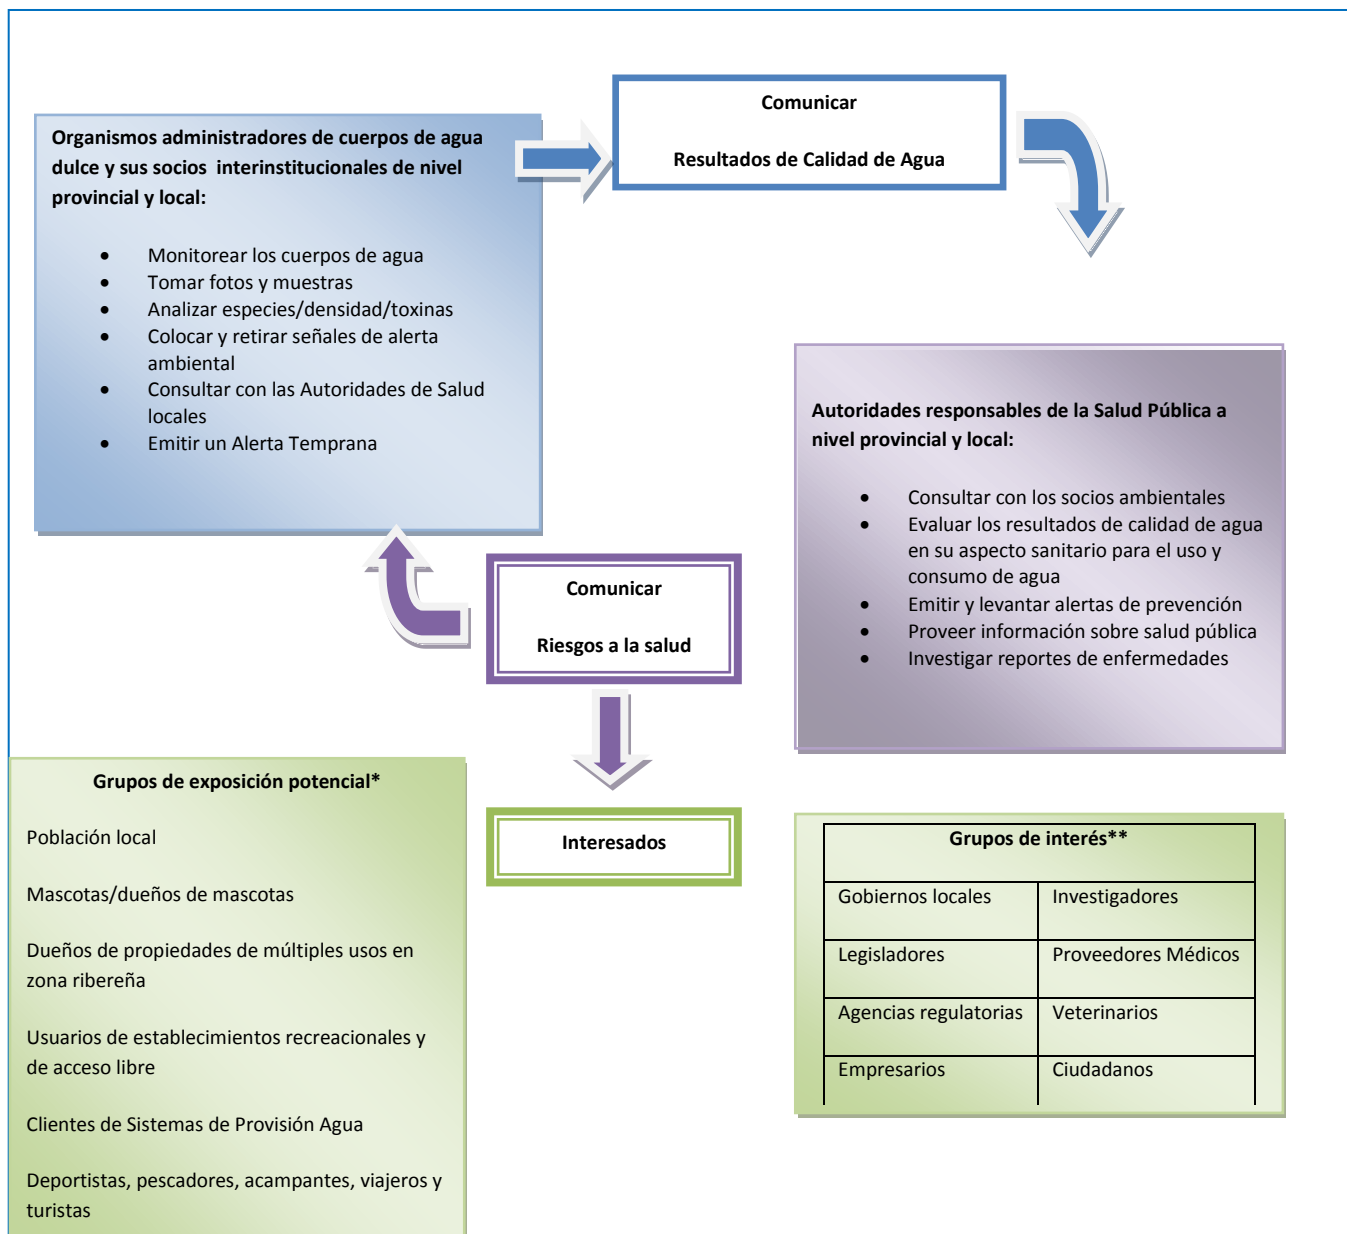 Comunicar
Resultados de Calidad de Agua
Organismos administradores de cuerpos de agua
dulce y sus socios interinstitucionales de nivel
provincial y local:
• Monitorear los cuerpos de agua
• Tomar fotos y muestras
• Analizar especies/densidad/toxinas
• Colocar y retirar señales de alerta
ambiental
• Consultar con las Autoridades de Salud
locales
• Emitir un Alerta Temprana
Autoridades responsables de la Salud Pública a
nivel provincial y local:
• Consultar con los socios ambientales
• Evaluar los resultados de calidad de agua
en su aspecto sanitario para el uso y
consumo de agua
• Emitir y levantar alertas de prevención
• Proveer información sobre salud pública
• Investigar reportes de enfermedades
Comunicar
Riesgos a la salud
Grupos de exposición potencial*
Población local
Mascotas/dueños de mascotas
Dueños de propiedades de múltiples usos en
zona ribereña
Usuarios de establecimientos recreacionales y
de acceso libre
Clientes de Sistemas de Provisión Agua
Deportistas, pescadores, acampantes, viajeros y
turistas
Interesados
Grupos de interés**
Gobiernos locales Investigadores
Legisladores Proveedores Médicos
Agencias regulatorias Veterinarios
Empresarios Ciudadanos